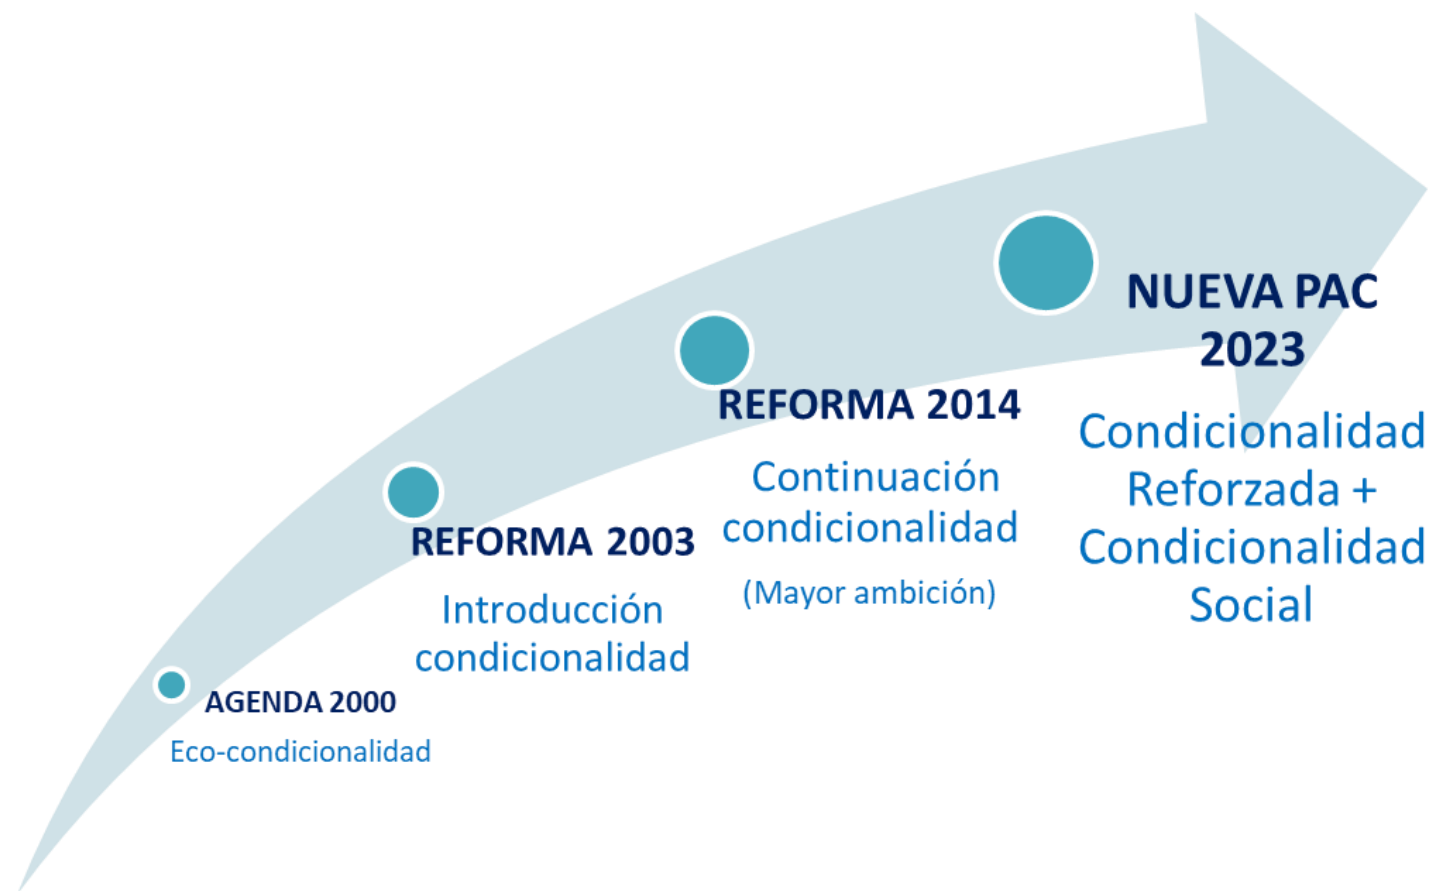 AGENDA 2000
Eco-condicionalidad
REFORMA 2003
Introducción
condicionalidad
REFORMA 2014
Continuación
condicionalidad
(Mayor ambición)
NUEVA PAC
2023
Condicionalidad
Reforzada +
Condicionalidad
Social